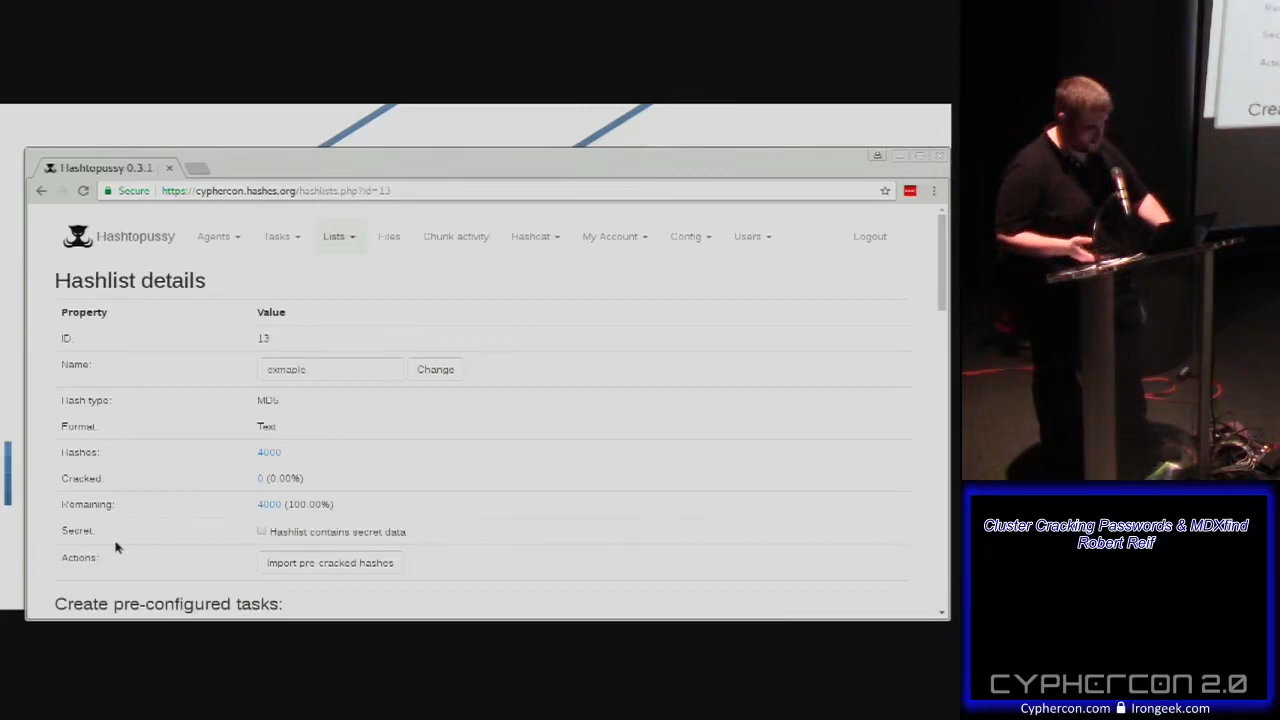 Hashtopussy 0.3.1
Secure https://cyphercon.hashes.org/hashlists.php?id=13
Hashtopussy Agents Tasks Lists Files Chunk activity Hashcat My Account Config Users Logout
Hashlist details
Property Value
ID: 13
Name: exmaple Change
Hash type: MD5
Format: Text
Hashes: 4000
Cracked: 0 (0.00%)
Remaining: 4000 (100.00%)
Secret: Hashlist contains secret data
Actions: Import pre-cracked hashes
Create pre-configured tasks:
Crea
Cluster Cracking Passwords & MDXfind
Robert Reif
CYPHERCON 2.0
Cyphercon.com Irongeek.com